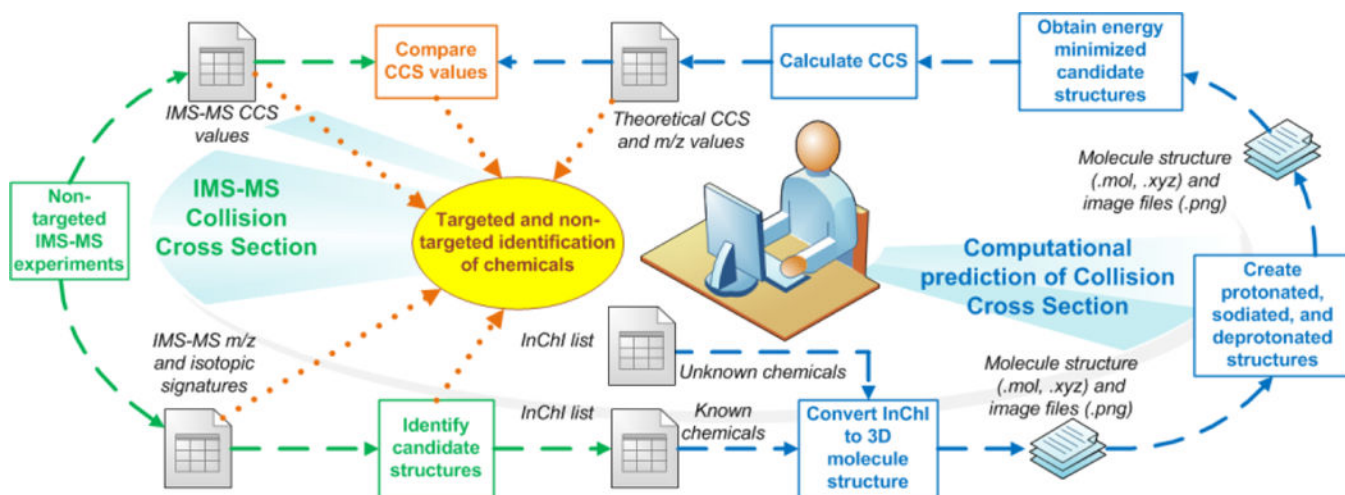 Compare
CCS values
Calculate CCS
Obtain energy
minimized
candidate
structures
IMS-MS CCS
values
Theoretical CCS
and m/z values
Molecule structure
(.mol, .xyz) and
image files (.png)
Non-
targeted
IMS-MS
experiments
IMS-MS
Collision
Cross Section
Targeted and non-
targeted identification
of chemicals
Computational
prediction of Collision
Cross Section
Create
protonated,
sodiated, and
deprotonated
structures
IMS-MS m/z
and isotopic
signatures
InChI list
Unknown chemicals
Molecule structure
(.mol, .xyz) and
image files (.png)
Identify
candidate
structures
InChI list
Known
chemicals
Convert InChI
to 3D
molecule
structure